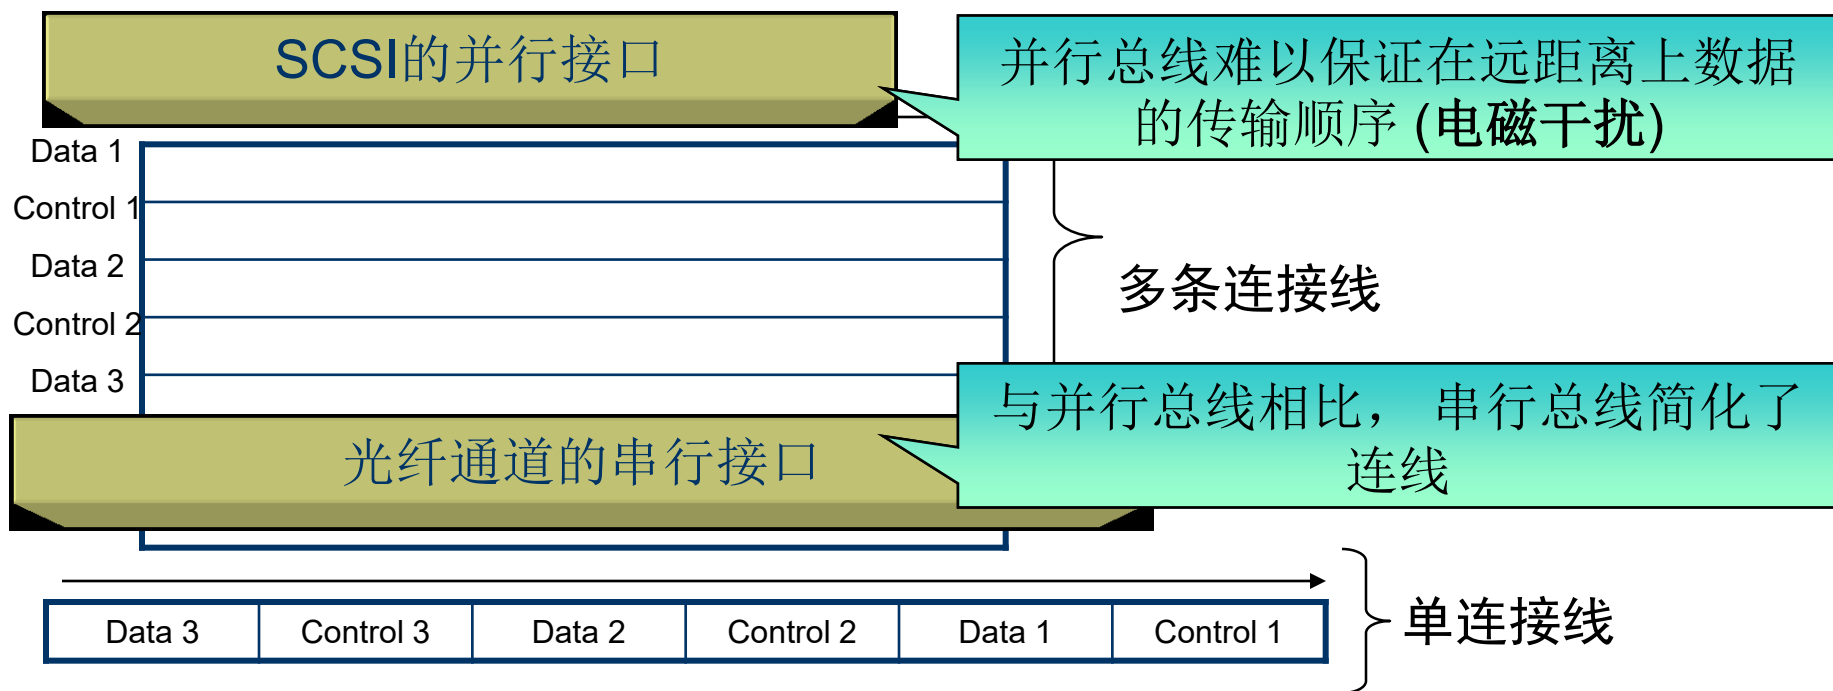 SCSI的并行接口
并行总线难以保证在远距离上数据
的传输顺序 (电磁干扰)
Data 1
Control 1
Data 2
Control 2
Data 3
多条连接线
光纤通道的串行接口
与并行总线相比， 串行总线简化了
连线
Data 3 Control 3 Data 2 Control 2 Data 1 Control 1
单连接线